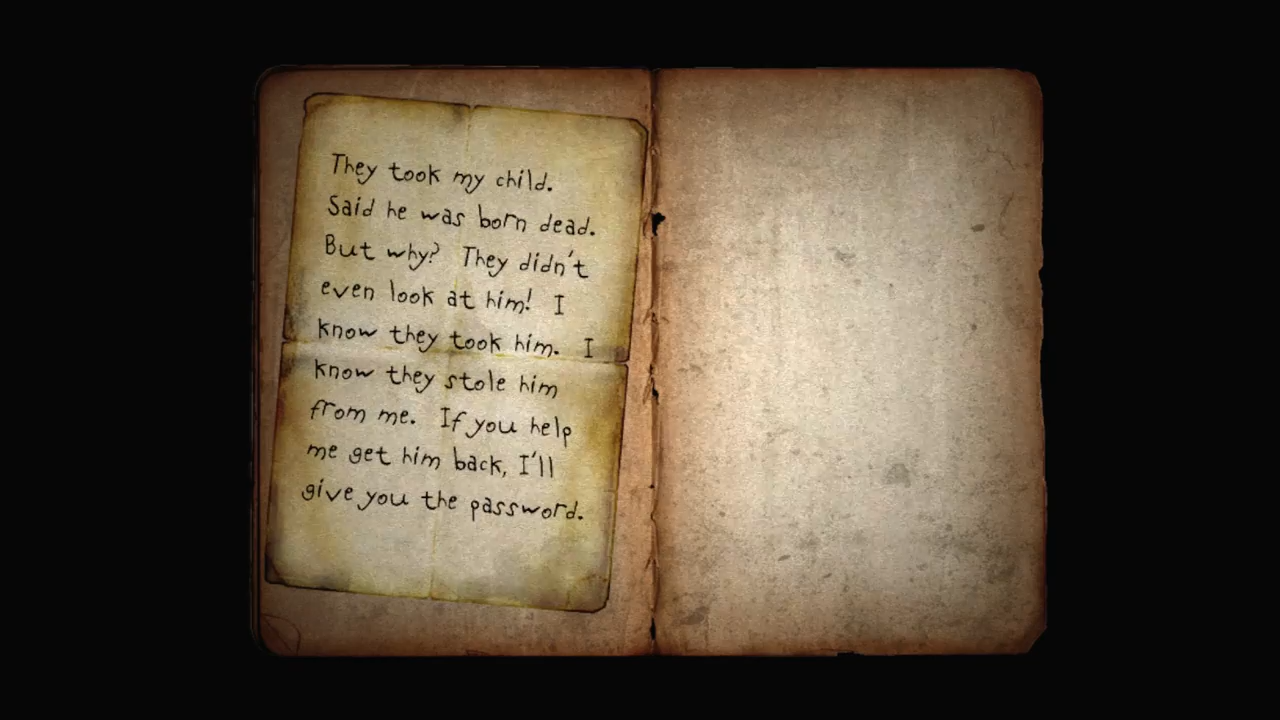 They took my child.
Said he was born dead.
But why? They didn't
even look at him! I
know they took him. I
know they stole him
from me. If you help
me get him back, I'll
give you the password.